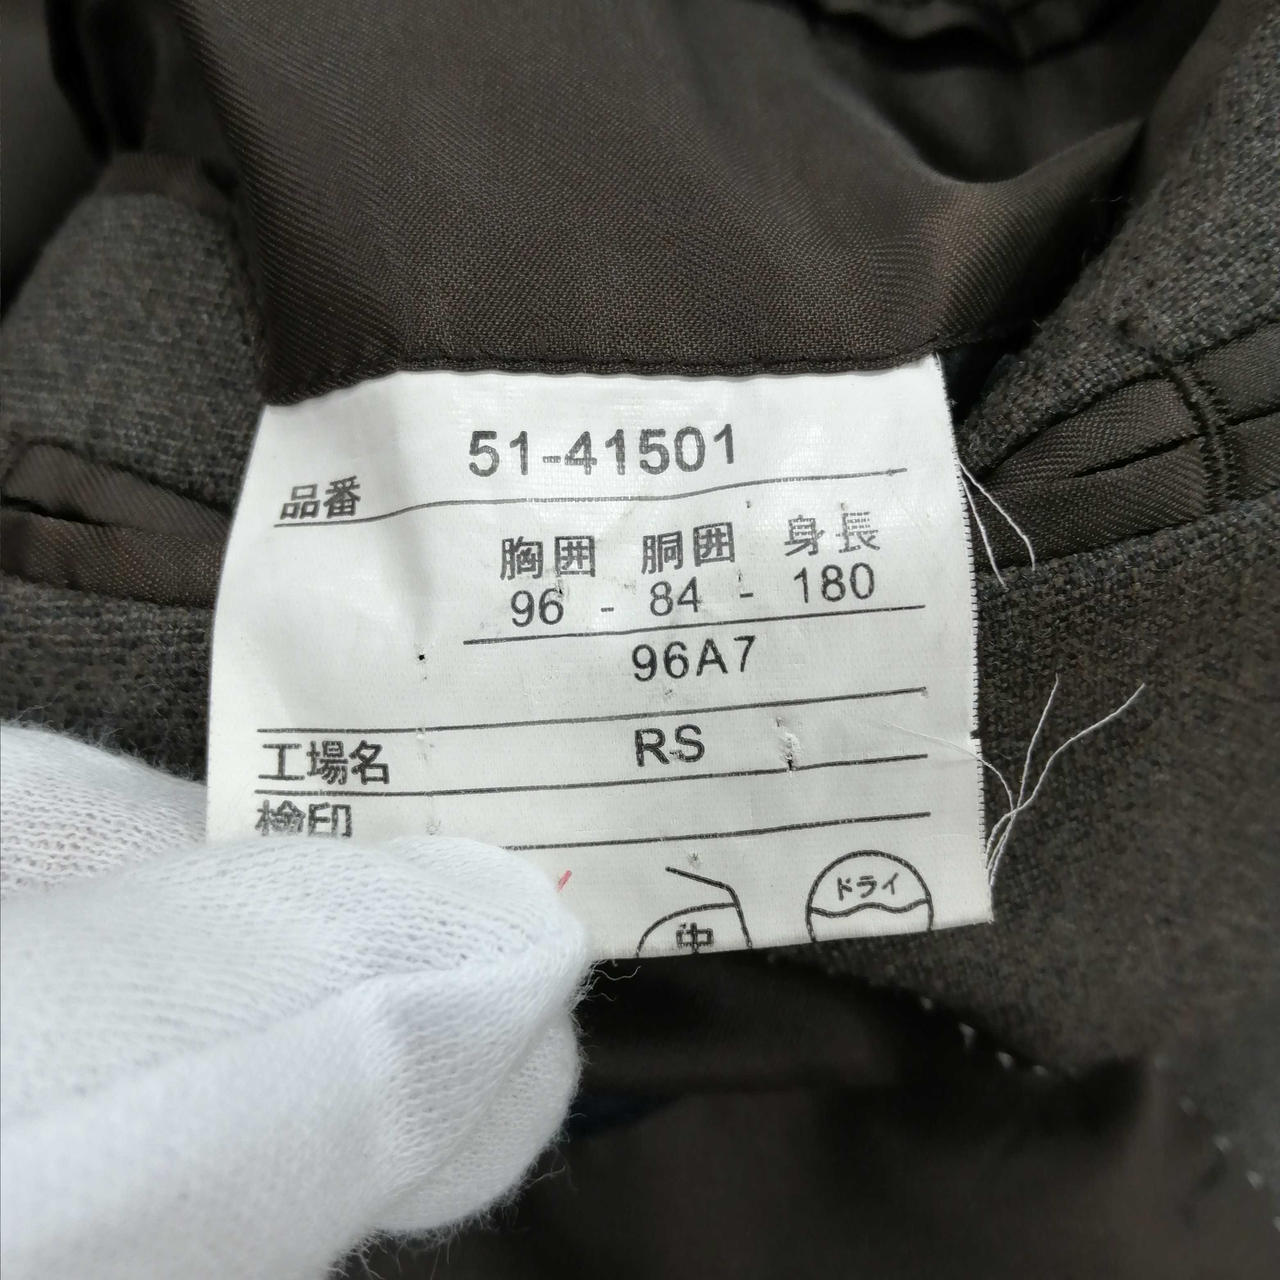 51-41501
品番
胸囲 胴囲 身長
96 - 84 - 180
96A7
工場名 RS
検印
中 ドライ